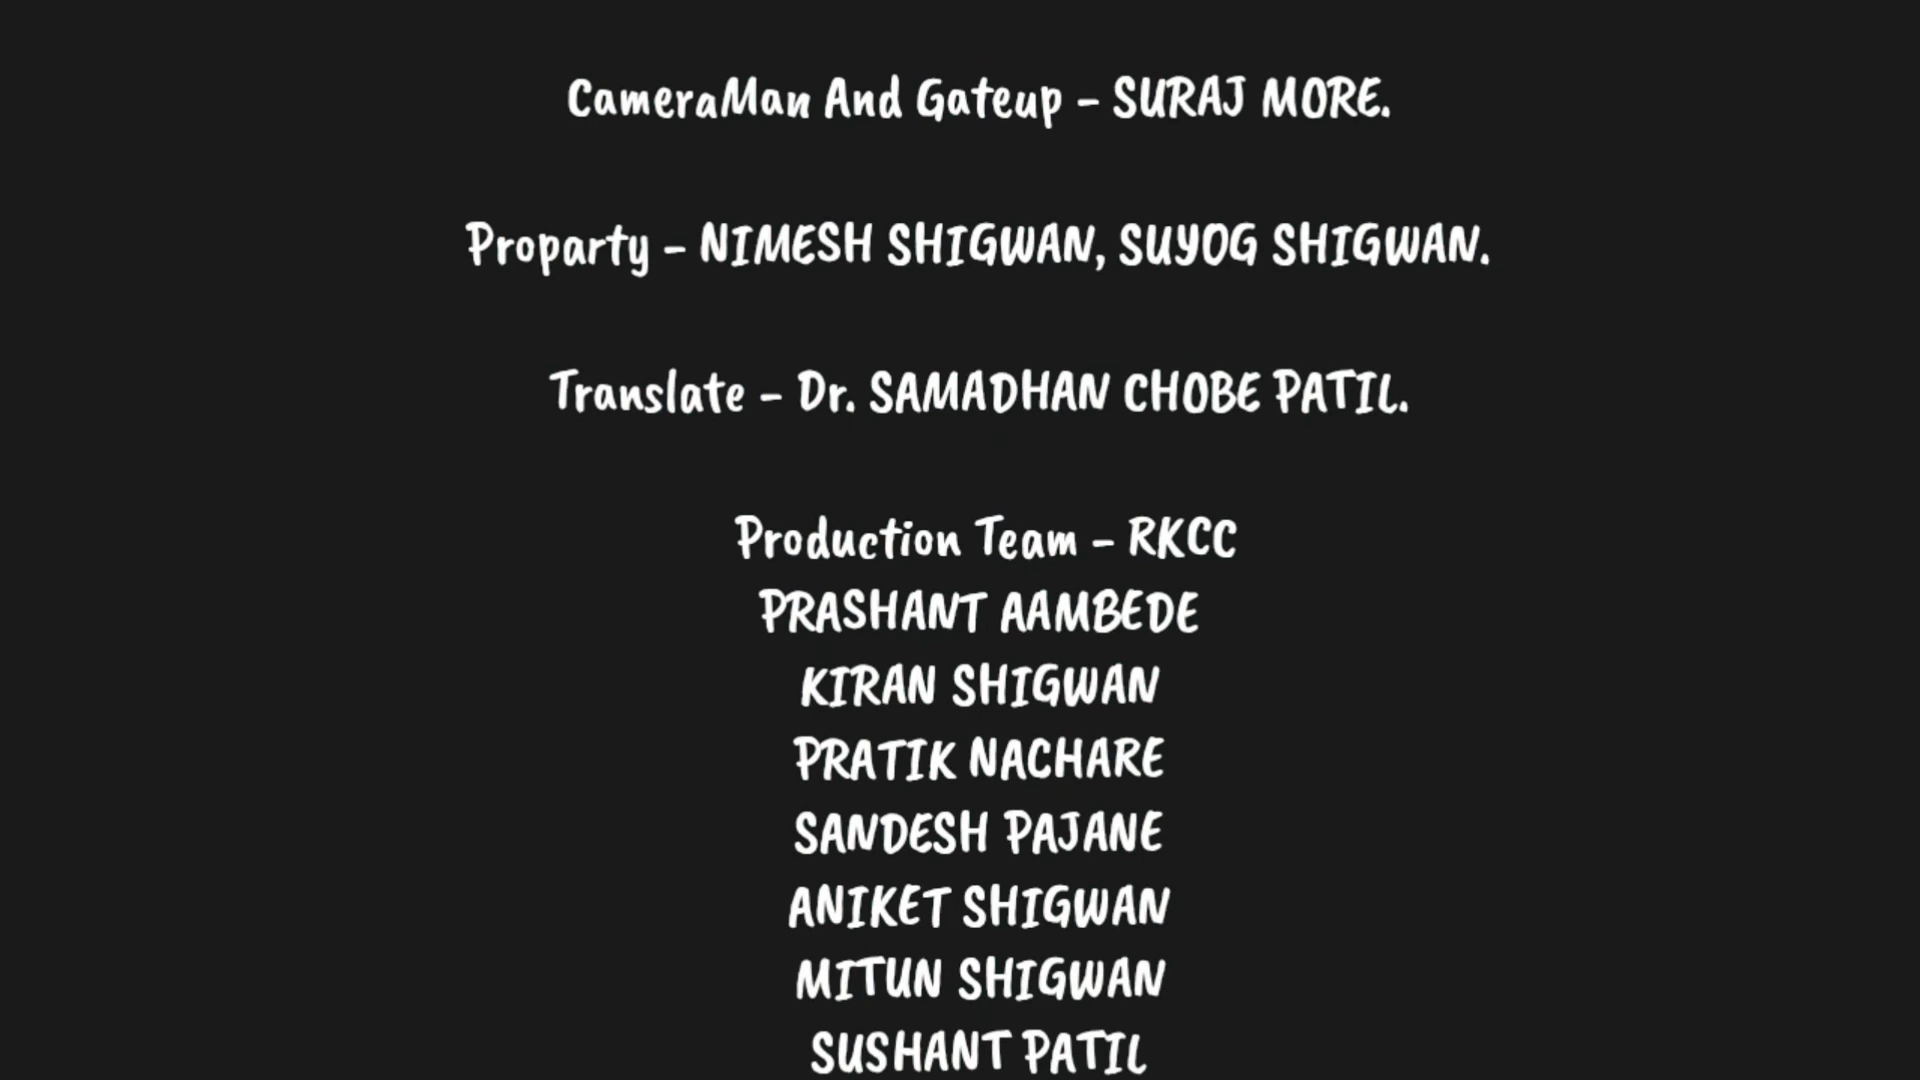 CameraMan And Gateup - SURAJ MORE.
Proparty - NIMESH SHIGWAN, SUYOG SHIGWAN.
Translate - Dr. SAMADHAN CHOBE PATIL.
Production Team - RKCC
PRASHANT AAMBEDE
KIRAN SHIGWAN
PRATIK NACHARE
SANDESH PAJANE
ANIKET SHIGWAN
MITUN SHIGWAN
SUSHANT PATIL